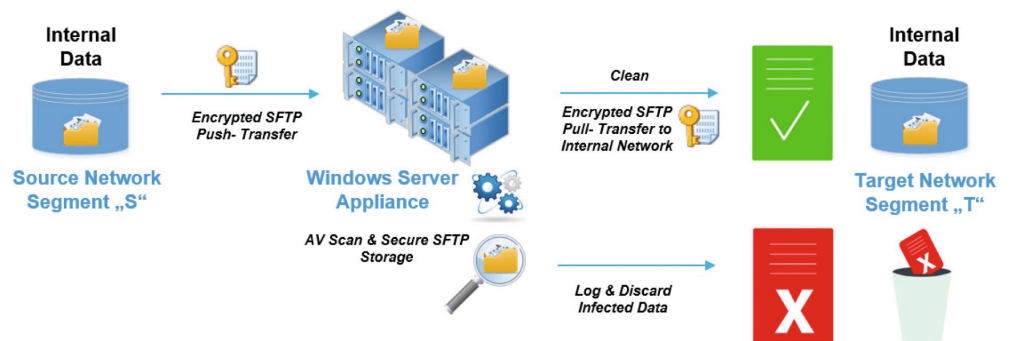 Internal
Data
Encrypted SFTP
Push- Transfer
Source Network
Segment „S“
Windows Server
Appliance
AV Scan & Secure SFTP
Storage
Clean
Encrypted SFTP
Pull- Transfer to
Internal Network
Log & Discard
Infected Data
X
Internal
Data
Target Network
Segment „T“
X